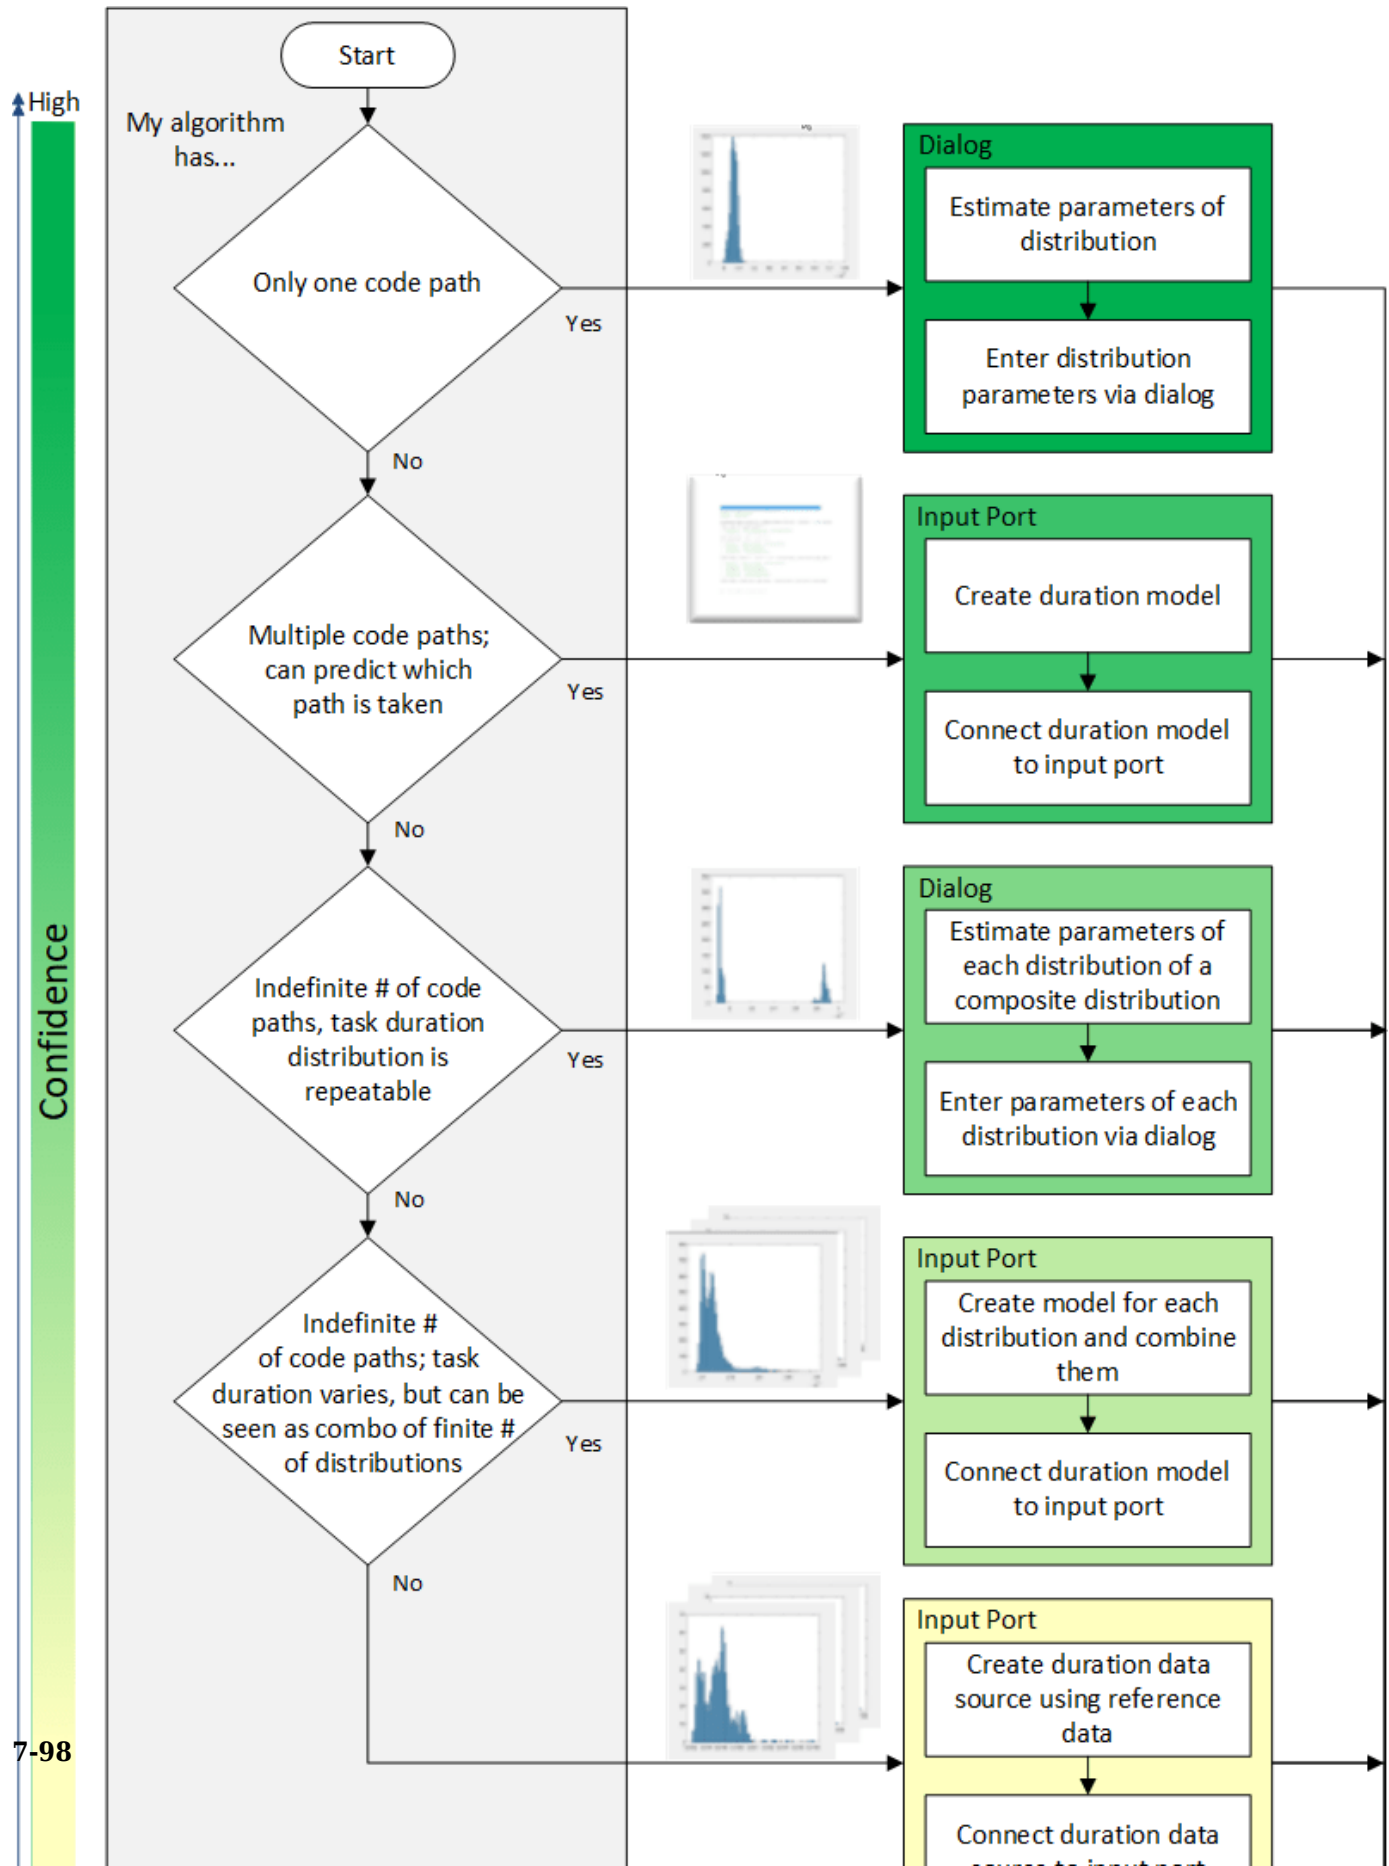 Start
High
My algorithm
has...
Only one code path
Yes
No
Dialog
Estimate parameters of
distribution
Enter distribution
parameters via dialog
Multiple code paths;
can predict which
path is taken
Yes
No
Input Port
Create duration model
Connect duration model
to input port
Confidence
Indefinite # of code
paths, task duration
distribution is
repeatable
Yes
No
Dialog
Estimate parameters of
each distribution of a
composite distribution
Enter parameters of each
distribution via dialog
Indefinite #
of code paths; task
duration varies, but can be
seen as combo of finite #
of distributions
Yes
No
Input Port
Create model for each
distribution and combine
them
Connect duration model
to input port
Input Port
Create duration data
source using reference
data
Connect duration data
source to input port
7-98